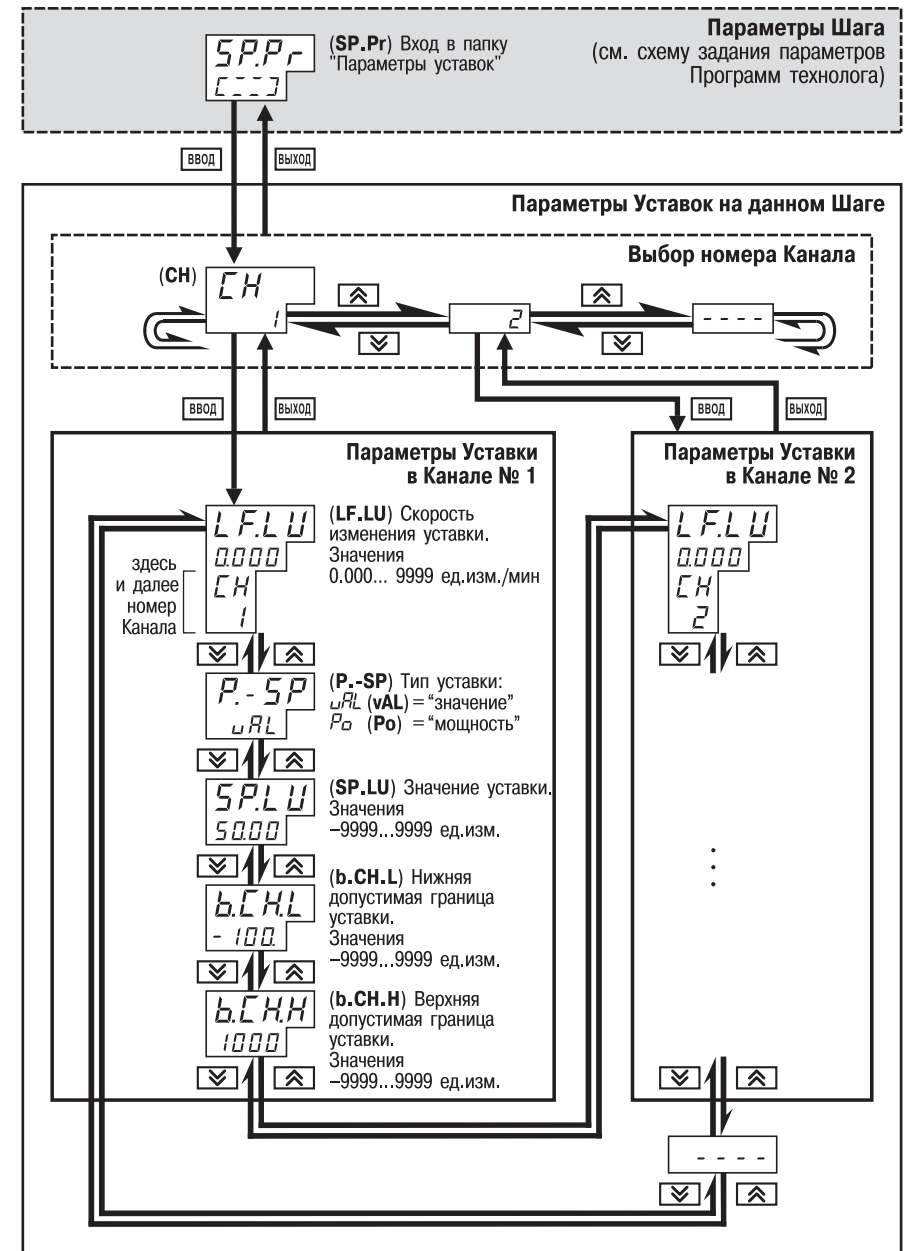 Параметры Шага
(см. схему задания параметров
Программ технолога)
SP.Pr
[---]
(SP.Pr) Вход в папку
"Параметры уставок"
ВВОД
ВЫХОД
Параметры Уставок на данном Шаге
Выбор номера Канала
(CH)
CH
1
2
- - - -
ВВОД
ВЫХОД
ВВОД
ВЫХОД
Параметры Уставки
в Канале № 1
LF.LU
0.000
CH
1
(LF.LU) Скорость
изменения уставки.
Значения
0.000... 9999 ед.изм./мин
здесь
и далее
номер
Канала
P.-SP
vAL
(P.-SP) Тип уставки:
vAL (vAL) = “значение”
Po (Po) = “мощность”
SP.LU
50.00
(SP.LU) Значение уставки.
Значения
–9999...9999 ед.изм.
b.CH.L
- 100.
(b.CH.L) Нижняя
допустимая граница
уставки.
Значения
–9999...9999 ед.изм.
b.CH.H
1000
(b.CH.H) Верхняя
допустимая граница
уставки.
Значения
–9999...9999 ед.изм.
Параметры Уставки
в Канале № 2
LF.LU
0.000
CH
2
- - - -